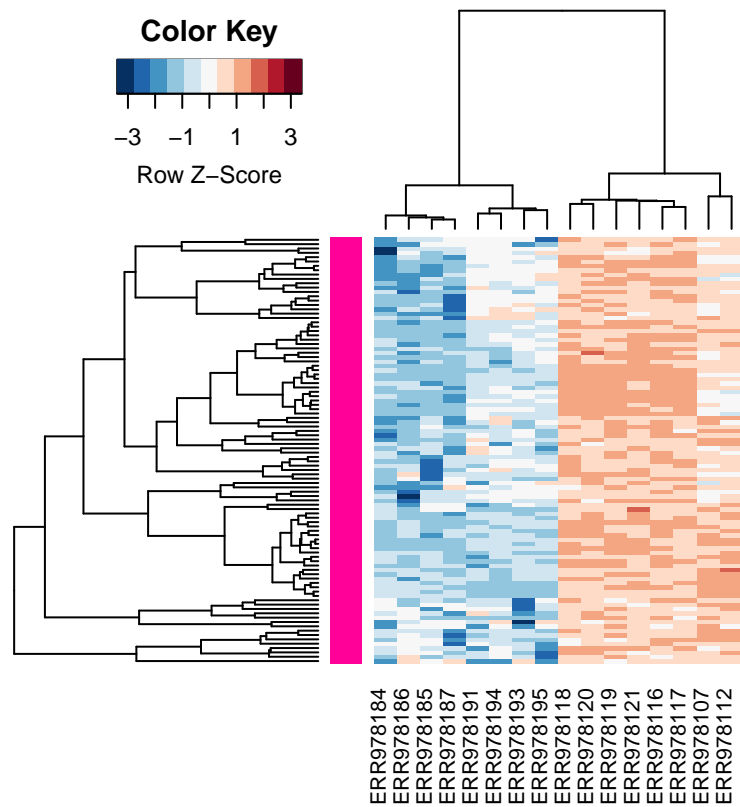 Color Key
−3 −1 1 3
Row Z−Score
ERR978184
ERR978186
ERR978185
ERR978187
ERR978191
ERR978194
ERR978193
ERR978195
ERR978118
ERR978120
ERR978119
ERR978121
ERR978116
ERR978117
ERR978107
ERR978112